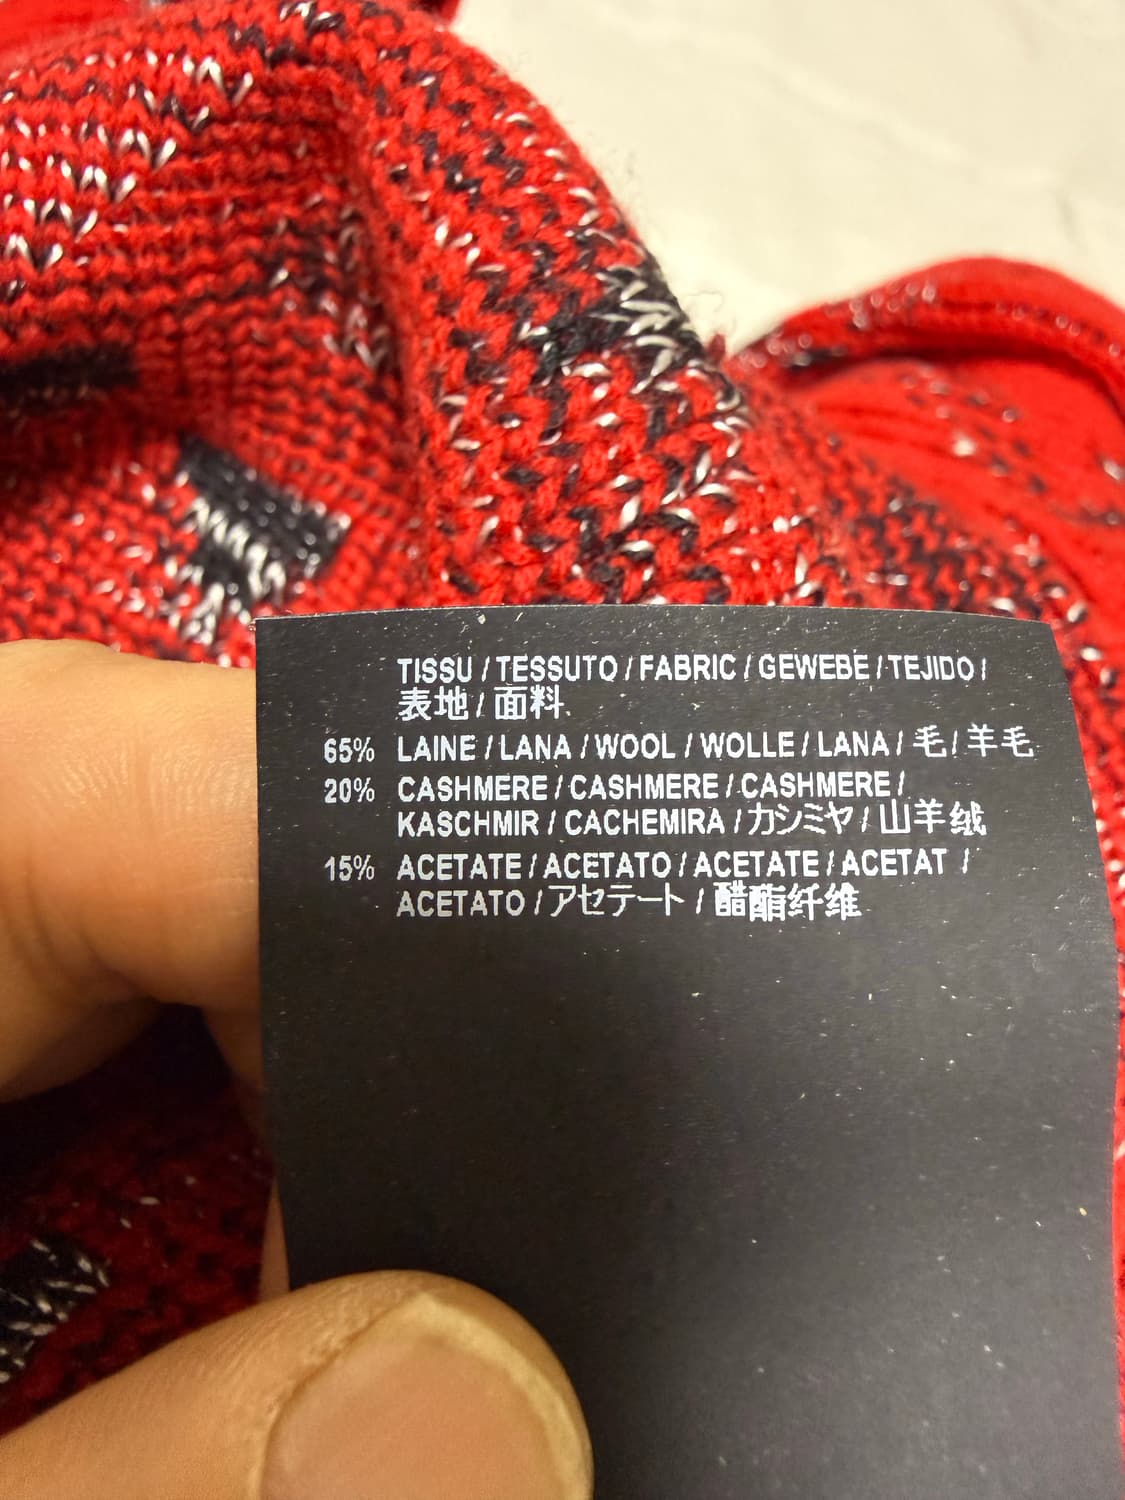 TISSU / TESSUTO / FABRIC / GEWEBE / TEJIDO /
表地 / 面料
65% LAINE / LANA / WOOL / WOLLE / LANA / 毛 / 羊毛
20% CASHMERE / CASHMERE / CASHMERE /
KASCHMIR / CACHEMIRA / カシミヤ / 山羊绒
15% ACETATE / ACETATO / ACETATE / ACETAT /
ACETATO / アセテート / 醋酯纤维